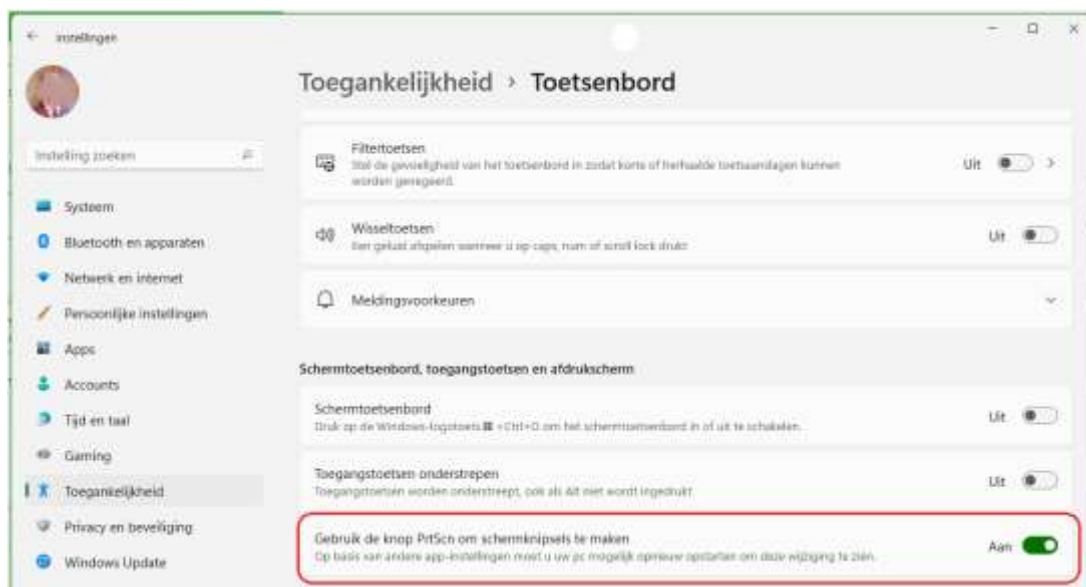 instellingen
Toegankelijkheid > Toetsenbord
Instelling zoeken
Systeem
Bluetooth en apparaten
Netwerk en internet
Persoonlijke instellingen
Apps
Accounts
Tijd en taal
Gaming
Toegankelijkheid
Privacy en beveiliging
Windows Update
Filtertoetsen
Stel de gevoeligheid van het toetsenbord in zodat korte of herhaalde toetsaanslagen kunnen
worden genegeerd.
Uit
Wisseltoetsen
Een geluid afspelen wanneer u op caps, num of scroll lock drukt
Uit
Meldingsvoorkeuren
Schermtoetsenbord, toegangstoetsen en afdrukscherm
Schermtoetsenbord
Druk op de Windows-logotoets +Ctrl+O om het schermtoetsenbord in of uit te schakelen.
Uit
Toegangstoetsen onderstrepen
Toegangstoetsen worden onderstreept, ook als Alt niet wordt ingedrukt
Uit
Gebruik de knop PrtScn om schermknipsels te maken
Op basis van andere app-instellingen moet u uw pc mogelijk opnieuw opstarten om deze wijziging te zien.
Aan